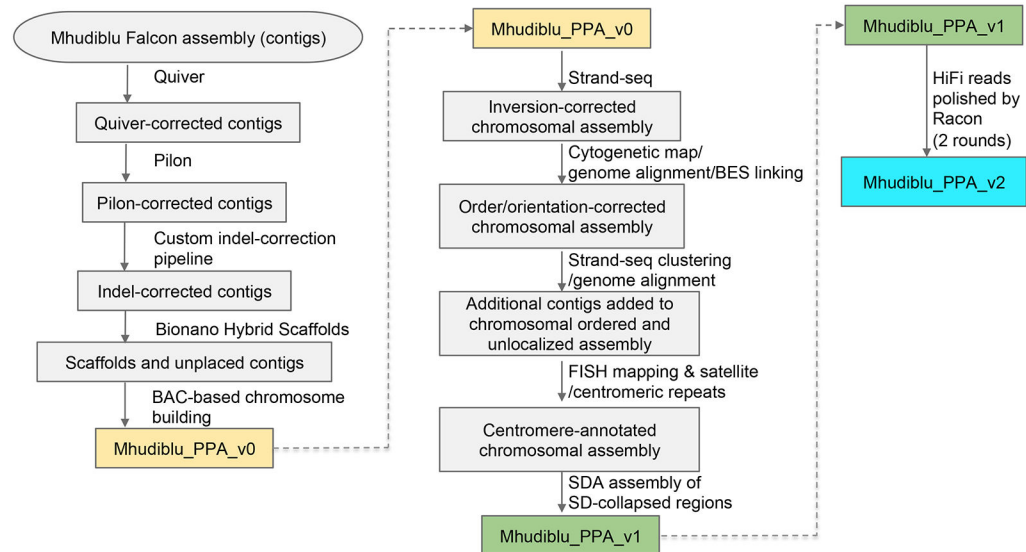 Mhudiblu Falcon assembly (contigs)
Quiver
Quiver-corrected contigs
Pilon
Pilon-corrected contigs
Custom indel-correction
pipeline
Indel-corrected contigs
Bionano Hybrid Scaffolds
Scaffolds and unplaced contigs
BAC-based chromosome
building
Mhudiblu_PPA_v0
Mhudiblu_PPA_v0
Strand-seq
Inversion-corrected
chromosomal assembly
Cytogenetic map/
genome alignment/BES linking
Order/orientation-corrected
chromosomal assembly
Strand-seq clustering
/genome alignment
Additional contigs added to
chromosomal ordered and
unlocalized assembly
FISH mapping & satellite
/centromeric repeats
Centromere-annotated
chromosomal assembly
SDA assembly of
SD-collapsed regions
Mhudiblu_PPA_v1
Mhudiblu_PPA_v1
HiFi reads
polished by
Racon
(2 rounds)
Mhudiblu_PPA_v2